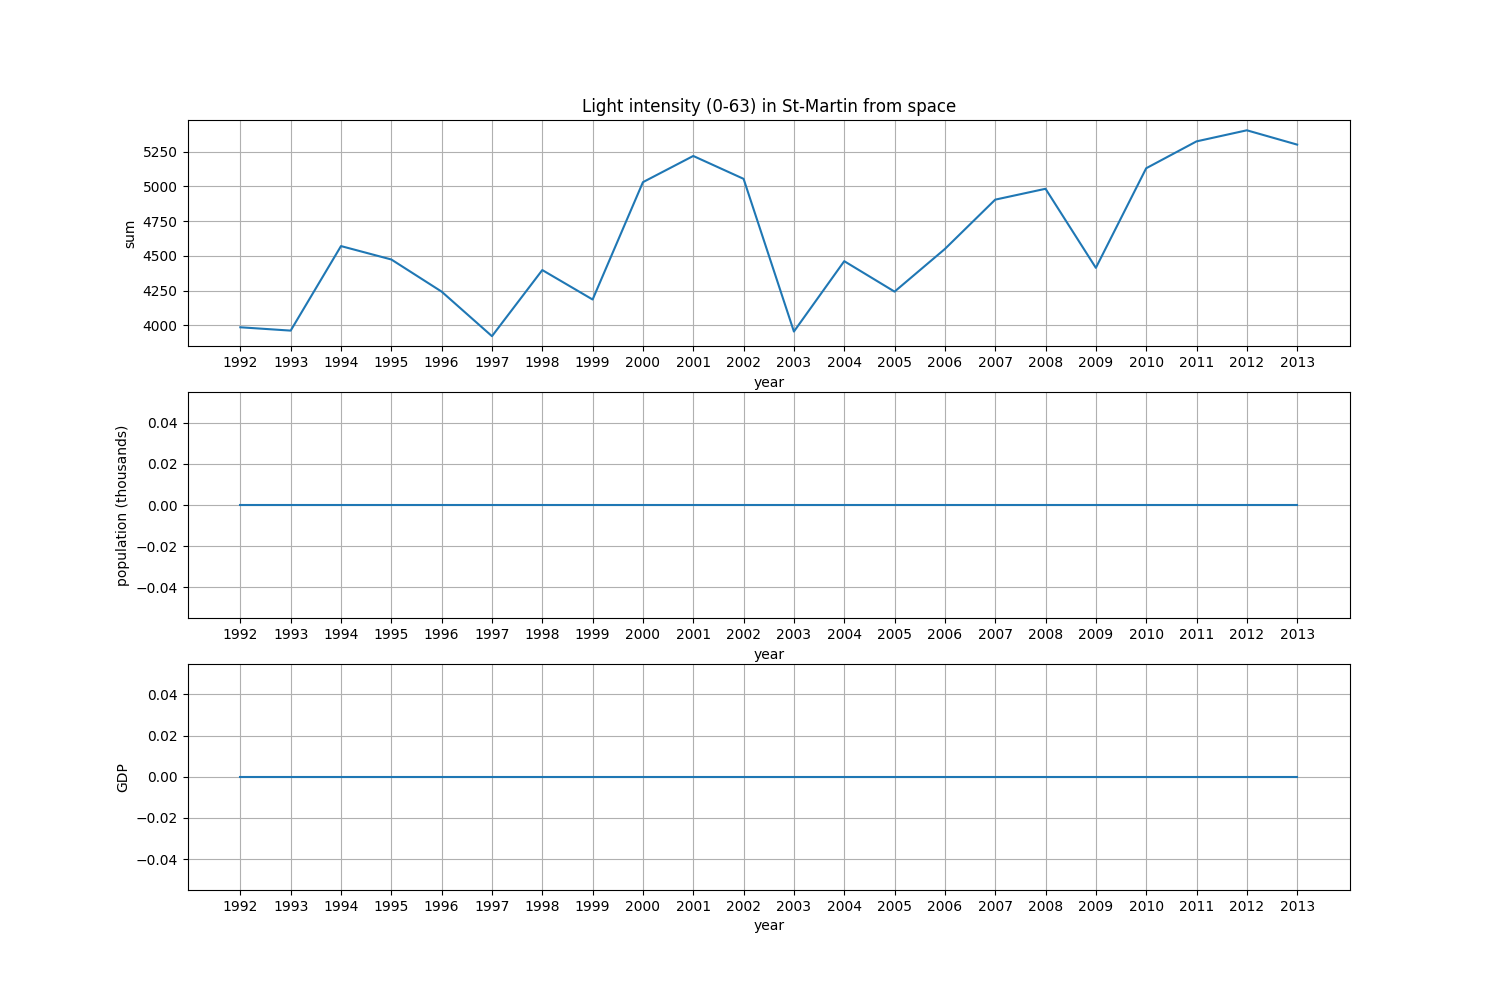 Light intensity (0-63) in St-Martin from space
5250
5000
4750
4500
4250
4000
sum
1992 1993 1994 1995 1996 1997 1998 1999 2000 2001 2002 2003 2004 2005 2006 2007 2008 2009 2010 2011 2012 2013
year
0.04
0.02
0.00
−0.02
−0.04
population (thousands)
1992 1993 1994 1995 1996 1997 1998 1999 2000 2001 2002 2003 2004 2005 2006 2007 2008 2009 2010 2011 2012 2013
year
0.04
0.02
0.00
−0.02
−0.04
GDP
1992 1993 1994 1995 1996 1997 1998 1999 2000 2001 2002 2003 2004 2005 2006 2007 2008 2009 2010 2011 2012 2013
year